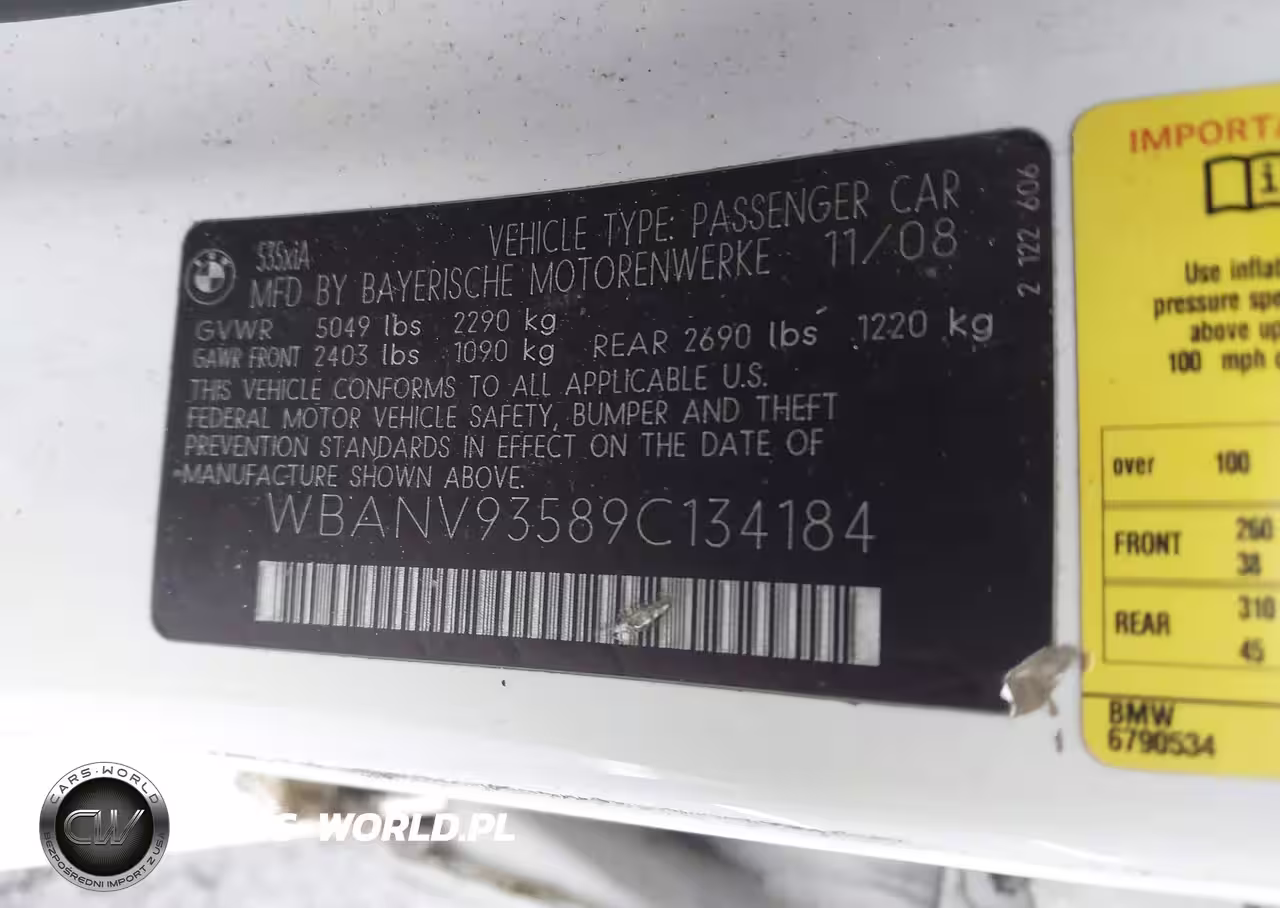 535xiA
VEHICLE TYPE: PASSENGER CAR
MFD BY BAYERISCHE MOTORENWERKE 11/08
GVWR 5049 lbs 2290 kg
GAWR FRONT 2403 lbs 1090 kg REAR 2690 lbs 1220 kg
THIS VEHICLE CONFORMS TO ALL APPLICABLE U.S.
FEDERAL MOTOR VEHICLE SAFETY, BUMPER AND THEFT
PREVENTION STANDARDS IN EFFECT ON THE DATE OF
MANUFACTURE SHOWN ABOVE.
WBANV93589C134184
2 122 606
IMPORTA
i
Use infla
pressure spe
above up
100 mph o
over 100
FRONT 260
38
REAR 310
45
BMW
6790534
CARS-WORLD
CW
BEZPOŚREDNI IMPORT Z USA
S-WORLD.PL